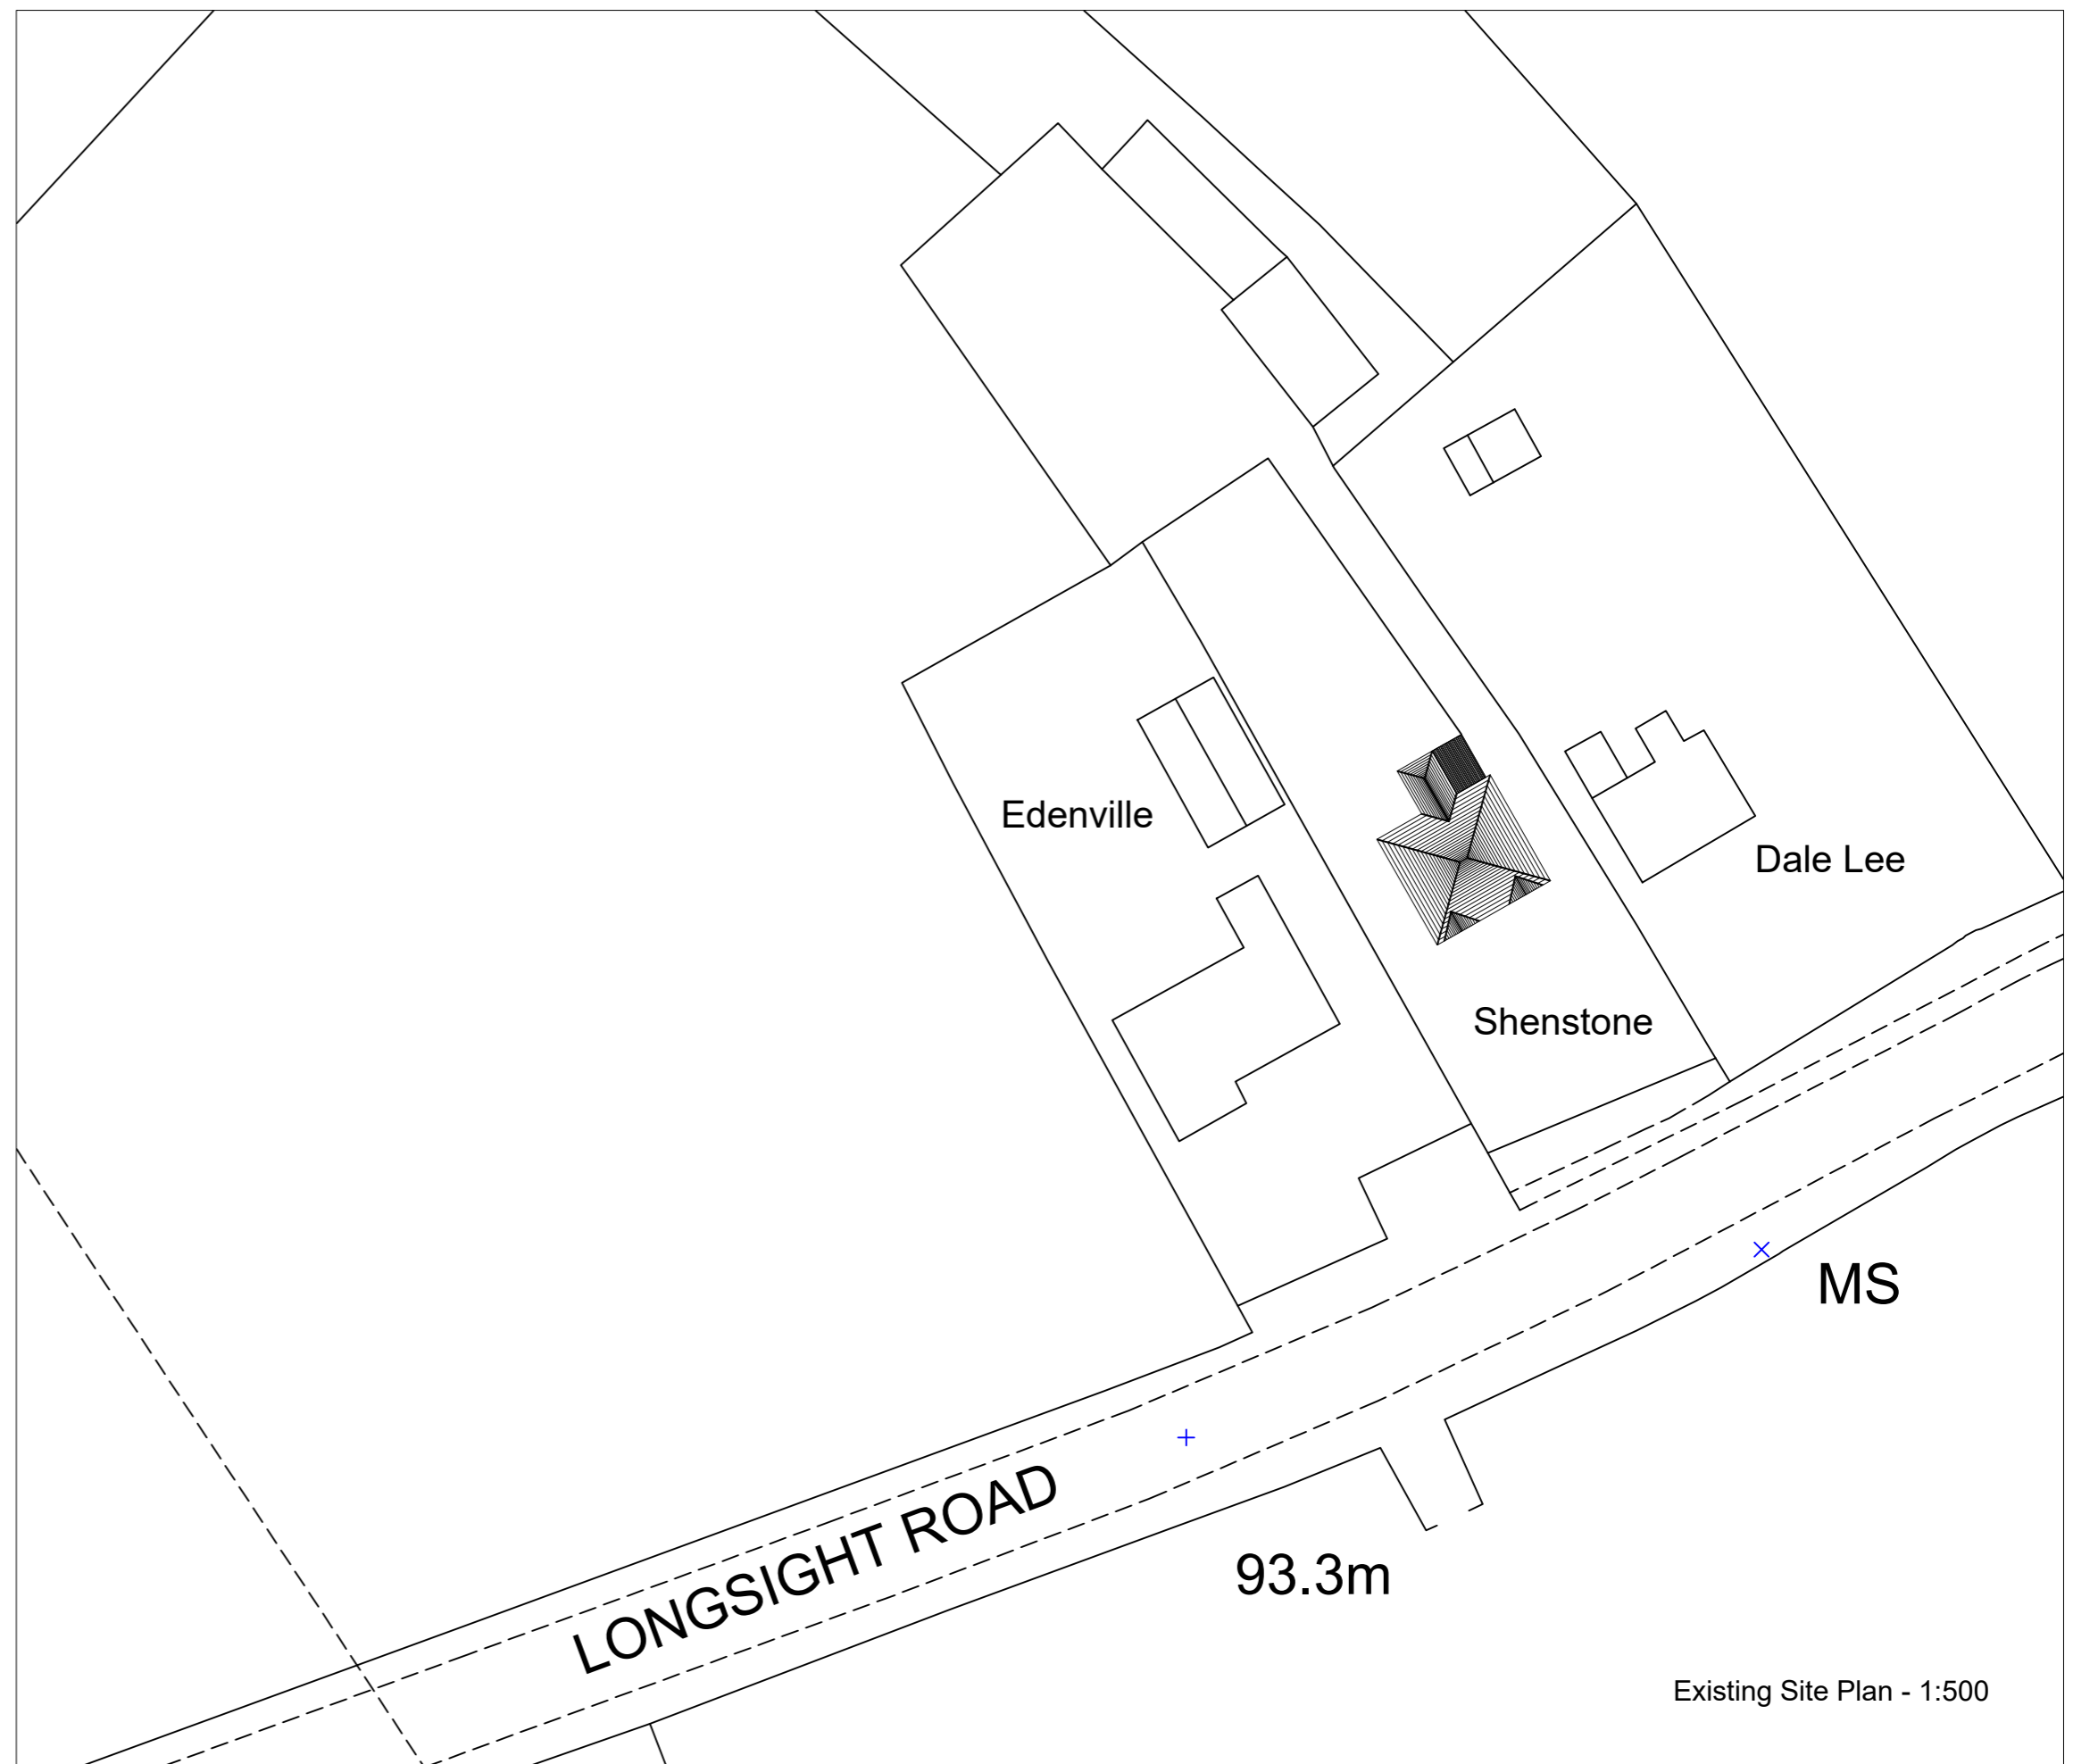 Edenville
Dale Lee
Shenstone
MS
LONGSIGHT ROAD
93.3m
Existing Site Plan - 1:500